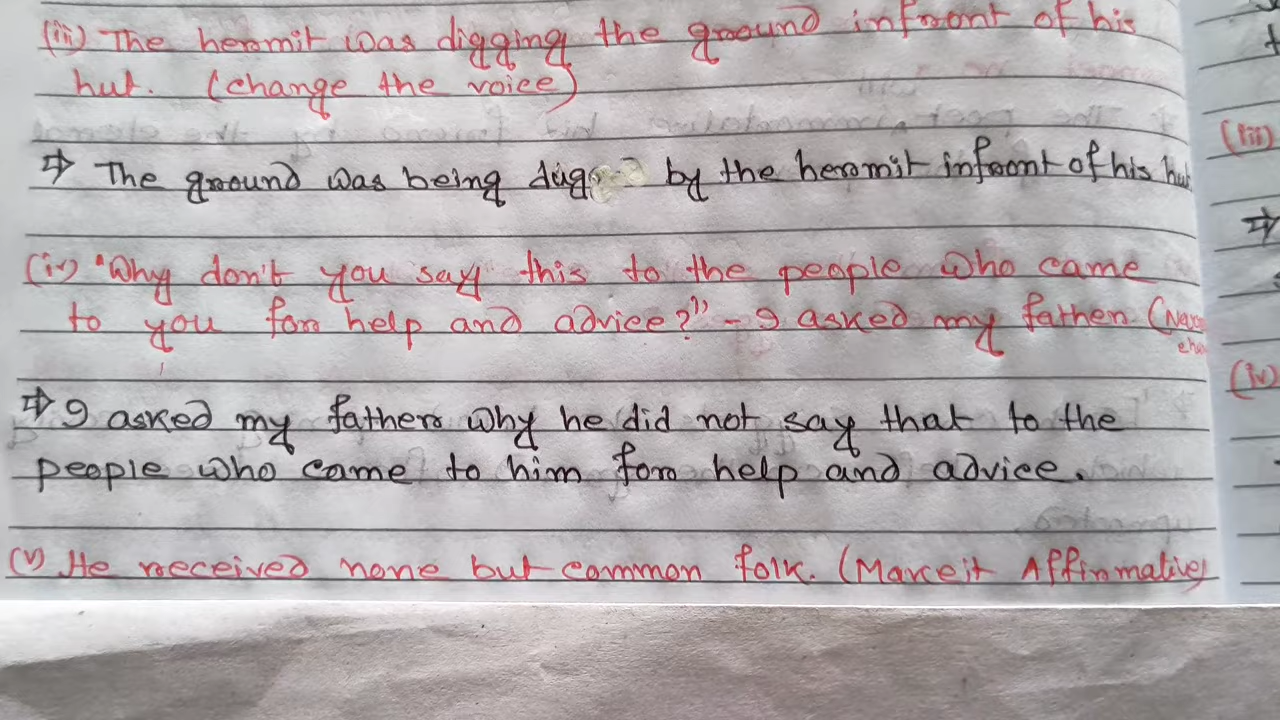 (iii) The hermit was digging the ground infront of his
hut. (change the voice)
⇒ The ground was being dug by the hermit infront of his hut
(iv) "Why don't you say this to the people who came
to you for help and advice?" - I asked my father (
⇒ I asked my father why he did not say that to the
people who came to him for help and advice.
(v) He received none but common folk. (Make it Affirmative)
(iii)
⇒
(iv)